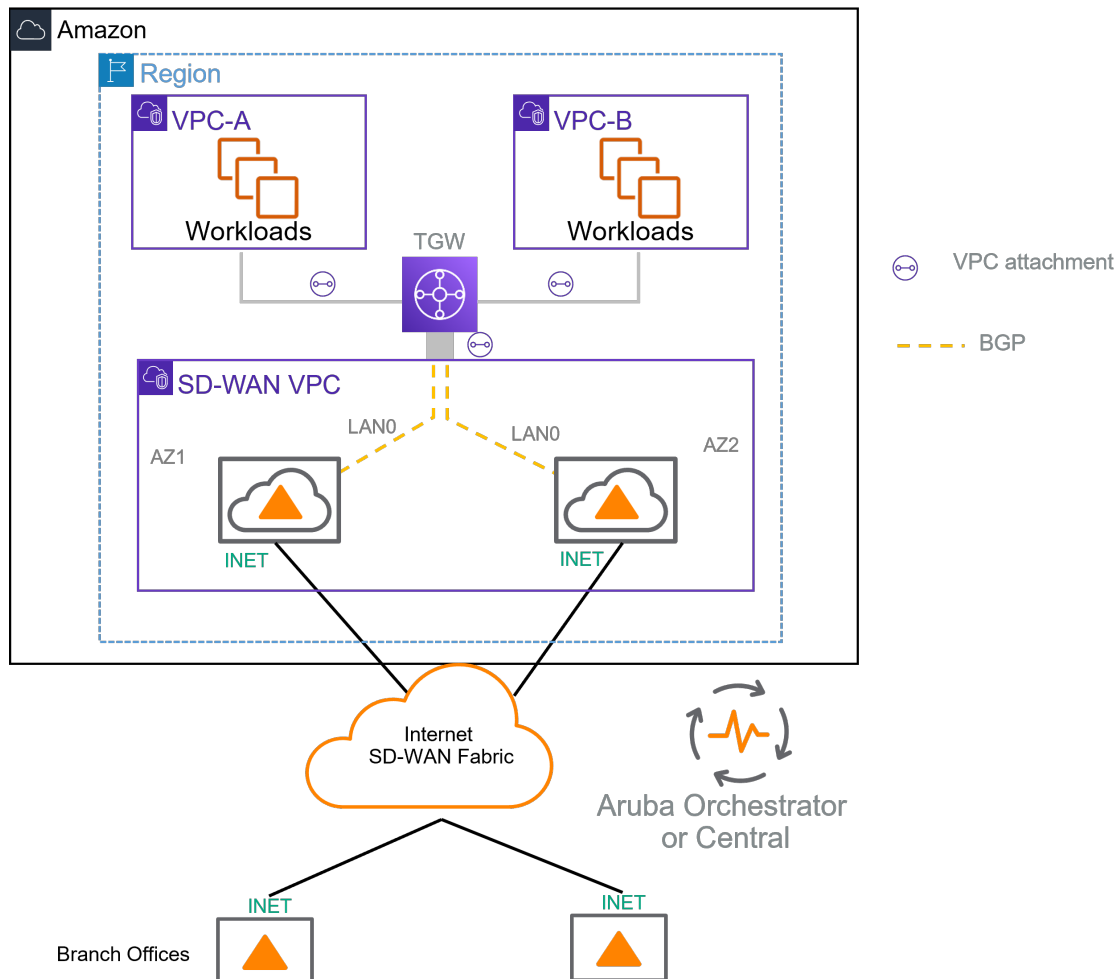 Amazon
Region
VPC-A
VPC-B
Workloads
Workloads
TGW
VPC attachment
BGP
SD-WAN VPC
LAN0
LAN0
AZ1
AZ2
INET
INET
Internet
SD-WAN Fabric
Aruba Orchestrator
or Central
INET
INET
Branch Offices